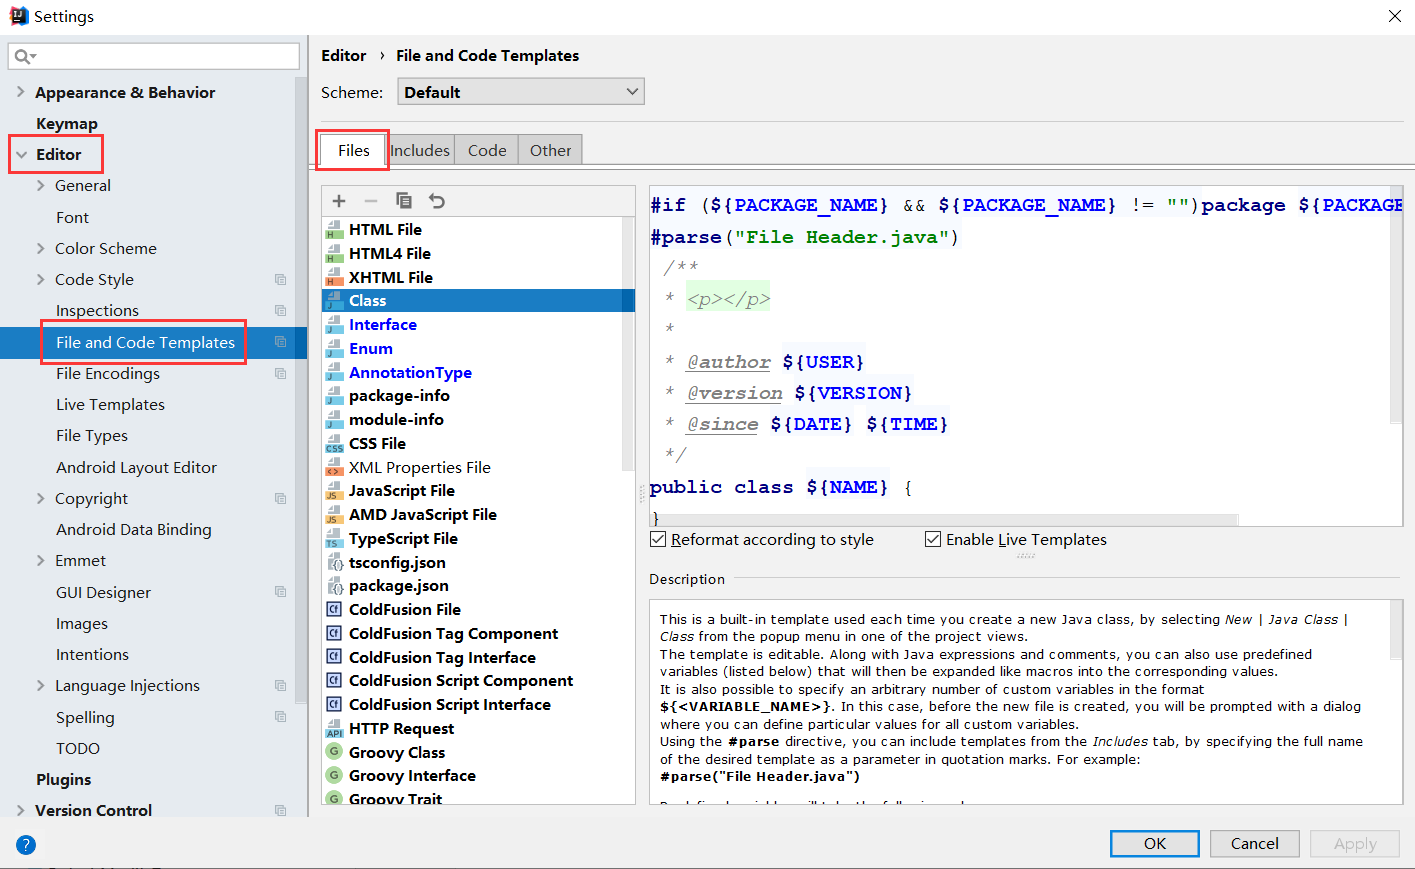 Settings
Appearance & Behavior
Keymap
Editor
General
Font
Color Scheme
Code Style
Inspections
File and Code Templates
File Encodings
Live Templates
File Types
Android Layout Editor
Copyright
Android Data Binding
Emmet
GUI Designer
Images
Intentions
Language Injections
Spelling
TODO
Plugins
Version Control
Editor › File and Code Templates
Scheme: Default
Files Includes Code Other
HTML File
HTML4 File
XHTML File
Class
Interface
Enum
AnnotationType
package-info
module-info
CSS File
XML Properties File
JavaScript File
AMD JavaScript File
TypeScript File
tsconfig.json
package.json
ColdFusion File
ColdFusion Tag Component
ColdFusion Tag Interface
ColdFusion Script Component
ColdFusion Script Interface
HTTP Request
Groovy Class
Groovy Interface
Groovy Trait
#if (${PACKAGE_NAME} && ${PACKAGE_NAME} != "")package ${PACKAGE
#parse("File Header.java")
/**
* <p></p>
*
* @author ${USER}
* @version ${VERSION}
* @since ${DATE} ${TIME}
*/
public class ${NAME} {
}
Reformat according to style Enable Live Templates
Description
This is a built-in template used each time you create a new Java class, by selecting New | Java Class |
Class from the popup menu in one of the project views.
The template is editable. Along with Java expressions and comments, you can also use predefined
variables (listed below) that will then be expanded like macros into the corresponding values.
It is also possible to specify an arbitrary number of custom variables in the format
${<VARIABLE_NAME>}. In this case, before the new file is created, you will be prompted with a dialog
where you can define particular values for all custom variables.
Using the #parse directive, you can include templates from the Includes tab, by specifying the full name
of the desired template as a parameter in quotation marks. For example:
#parse("File Header.java")
OK Cancel Apply